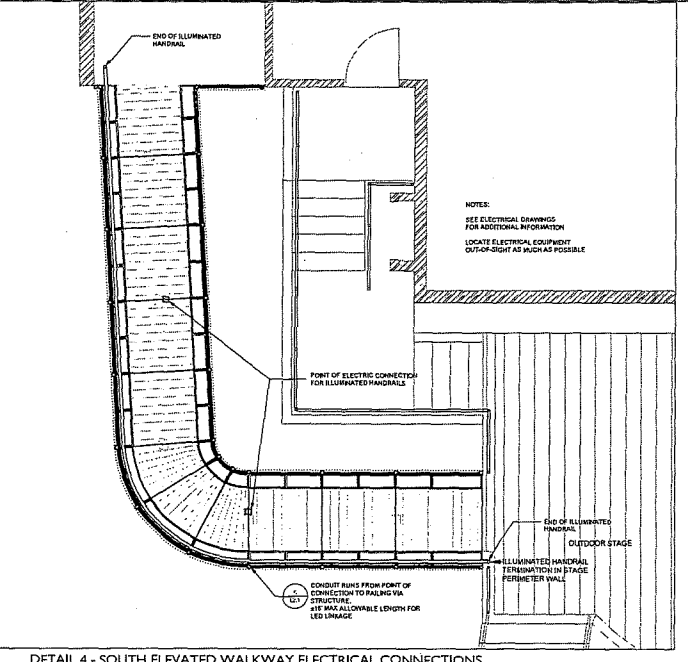 END OF ILLUMINATED
HANDRAIL
NOTES:
SEE ELECTRICAL DRAWINGS
FOR ADDITIONAL INFORMATION
LOCATE ELECTRICAL EQUIPMENT
OUT-OF-SIGHT AS MUCH AS POSSIBLE
POINT OF ELECTRIC CONNECTION
FOR ILLUMINATED HANDRAILS
END OF ILLUMINATED
HANDRAIL
OUTDOOR STAGE
ILLUMINATED HANDRAIL
TERMINATION IN STAGE
PERIMETER WALL
CONDUIT RUNS FROM POINT OF
CONNECTION TO RAILING VIA
STRUCTURE.
±16' MAX ALLOWABLE LENGTH FOR
LED LINKAGE
DETAIL 4 - SOUTH ELEVATED WALKWAY ELECTRICAL CONNECTIONS